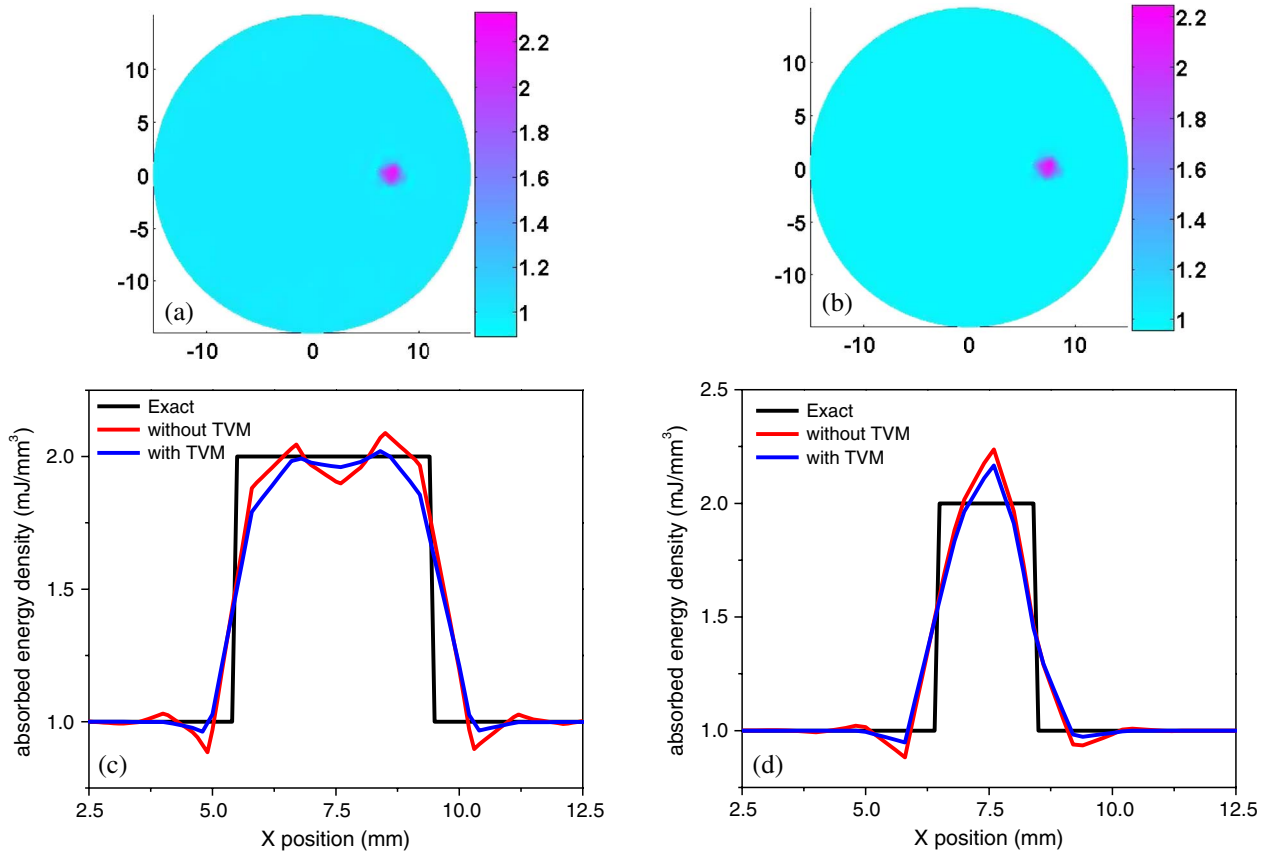 15
10
5
0
-5
-10
-10 0 10
(a)
2.2
2
1.8
1.6
1.4
1.2
1
15
10
5
0
-5
-10
-10 0 10
(b)
2.2
2
1.8
1.6
1.4
1.2
1
Exact
without TVM
with TVM
2.0
1.0
absorbed energy density (mJ/mm³)
(c)
2.5 5.0 7.5 10.0 12.5
X position (mm)
Exact
without TVM
with TVM
2.5
2.0
1.5
1.0
absorbed energy density (mJ/mm³)
(d)
2.5 5.0 7.5 10.0 12.5
X position (mm)